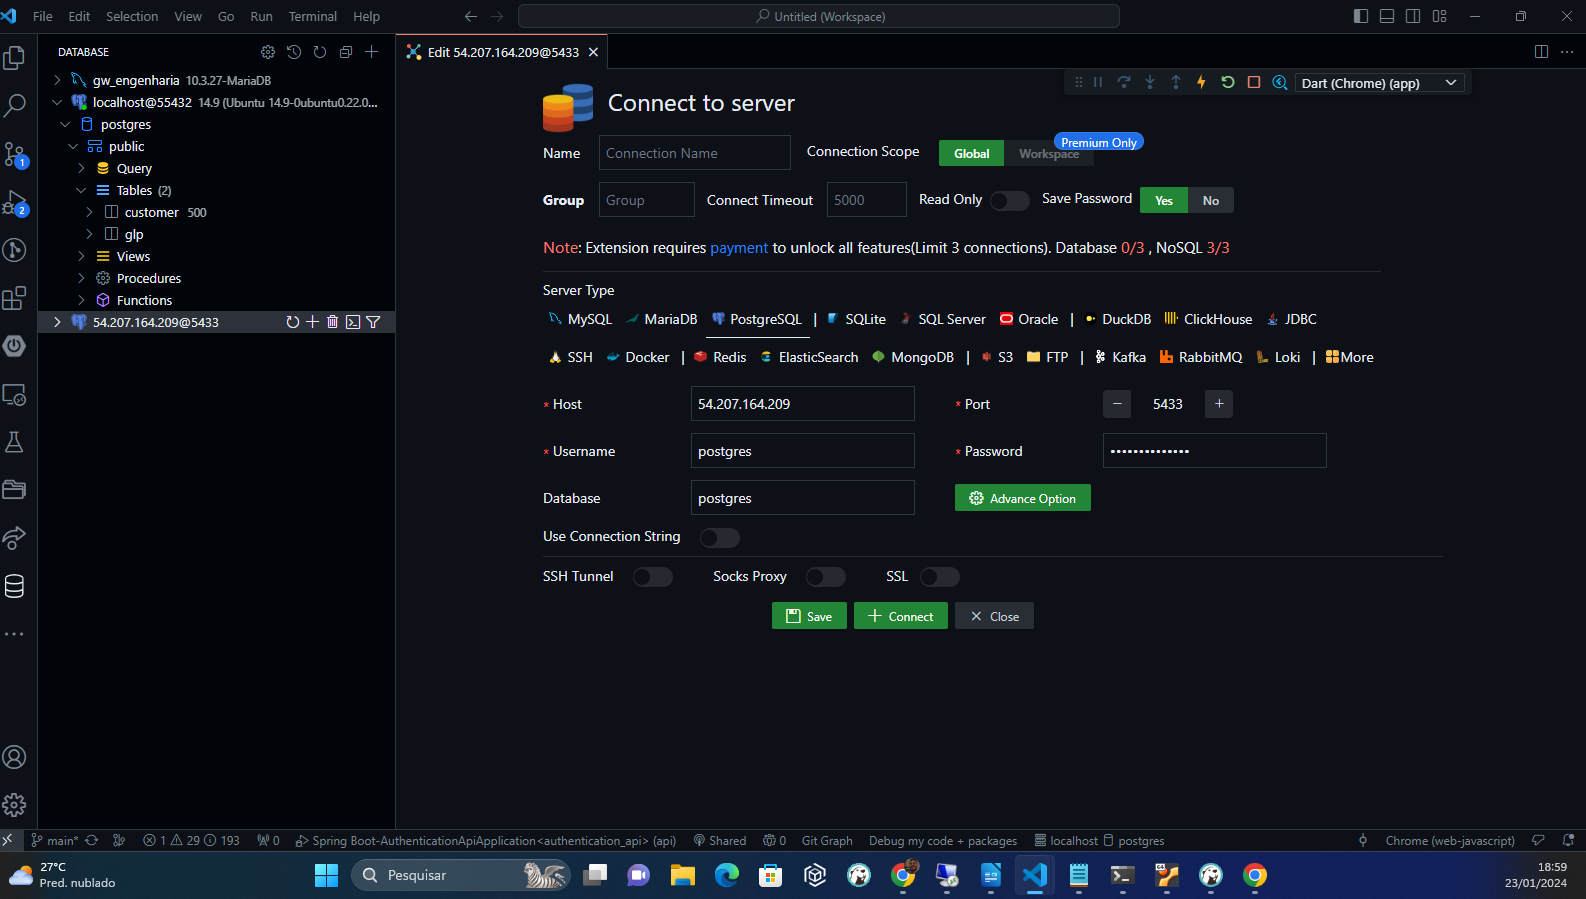 File Edit Selection View Go Run Terminal Help
Untitled (Workspace)
DATABASE
Edit 54.207.164.209@5433
gw_engenharia 10.3.27-MariaDB
localhost@55432 14.9 (Ubuntu 14.9-0ubuntu0.22.0...
postgres
public
Query
Tables (2)
customer 500
glp
Views
Procedures
Functions
54.207.164.209@5433
1
2
Dart (Chrome) (app)
Connect to server
Name Connection Name Connection Scope Global Workspace
Premium Only
Group Group Connect Timeout 5000 Read Only Save Password Yes No
Note: Extension requires payment to unlock all features(Limit 3 connections). Database 0/3 , NoSQL 3/3
Server Type
MySQL MariaDB PostgreSQL | SQLite SQL Server Oracle | DuckDB ClickHouse JDBC
SSH Docker | Redis ElasticSearch MongoDB | S3 FTP | Kafka RabbitMQ Loki | More
* Host 54.207.164.209 * Port − 5433 +
* Username postgres * Password ••••••••••••••
Database postgres Advance Option
Use Connection String
SSH Tunnel Socks Proxy SSL
Save Connect Close
main* 1 29 193 0 Spring Boot-AuthenticationApiApplication<authentication_api> (api) Shared 0 Git Graph Debug my code + packages localhost postgres Chrome (web-javascript)
27°C
Pred. nublado
Pesquisar
18:59
23/01/2024